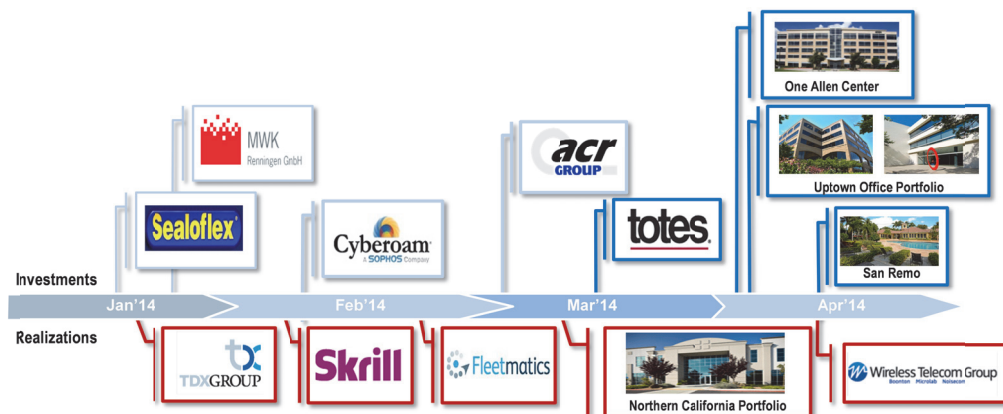 One Allen Center
MWK
Renningen GmbH
acr
GROUP
Uptown Office Portfolio
Sealoflex®
Cyberoam
A SOPHOS Company
totes®
San Remo
Investments
Jan'14
Feb'14
Mar'14
Apr'14
Realizations
tx
TDXGROUP
Skrill
Fleetmatics
Northern California Portfolio
Wireless Telecom Group
Boonton Microlab Noisecom